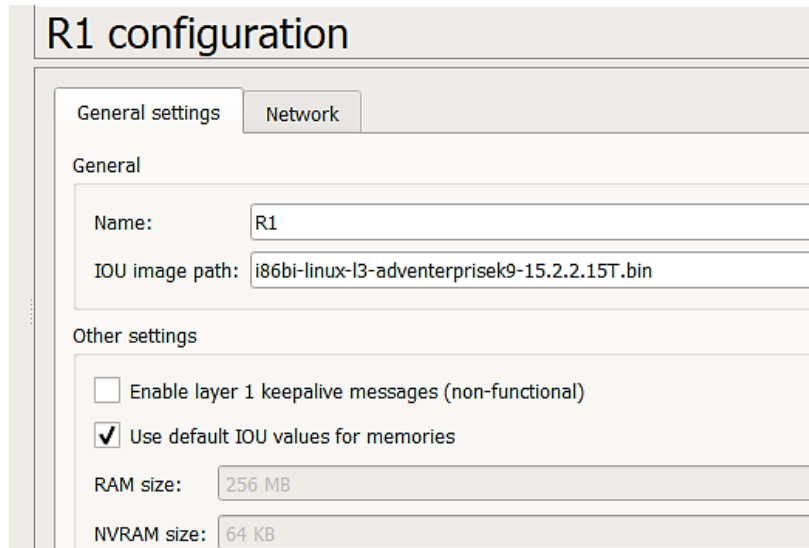 R1 configuration
General settings
Network
General
Name:
R1
IOU image path:
i86bi-linux-l3-adventerprisek9-15.2.2.15T.bin
Other settings
Enable layer 1 keepalive messages (non-functional)
Use default IOU values for memories
RAM size:
256 MB
NVRAM size:
64 KB